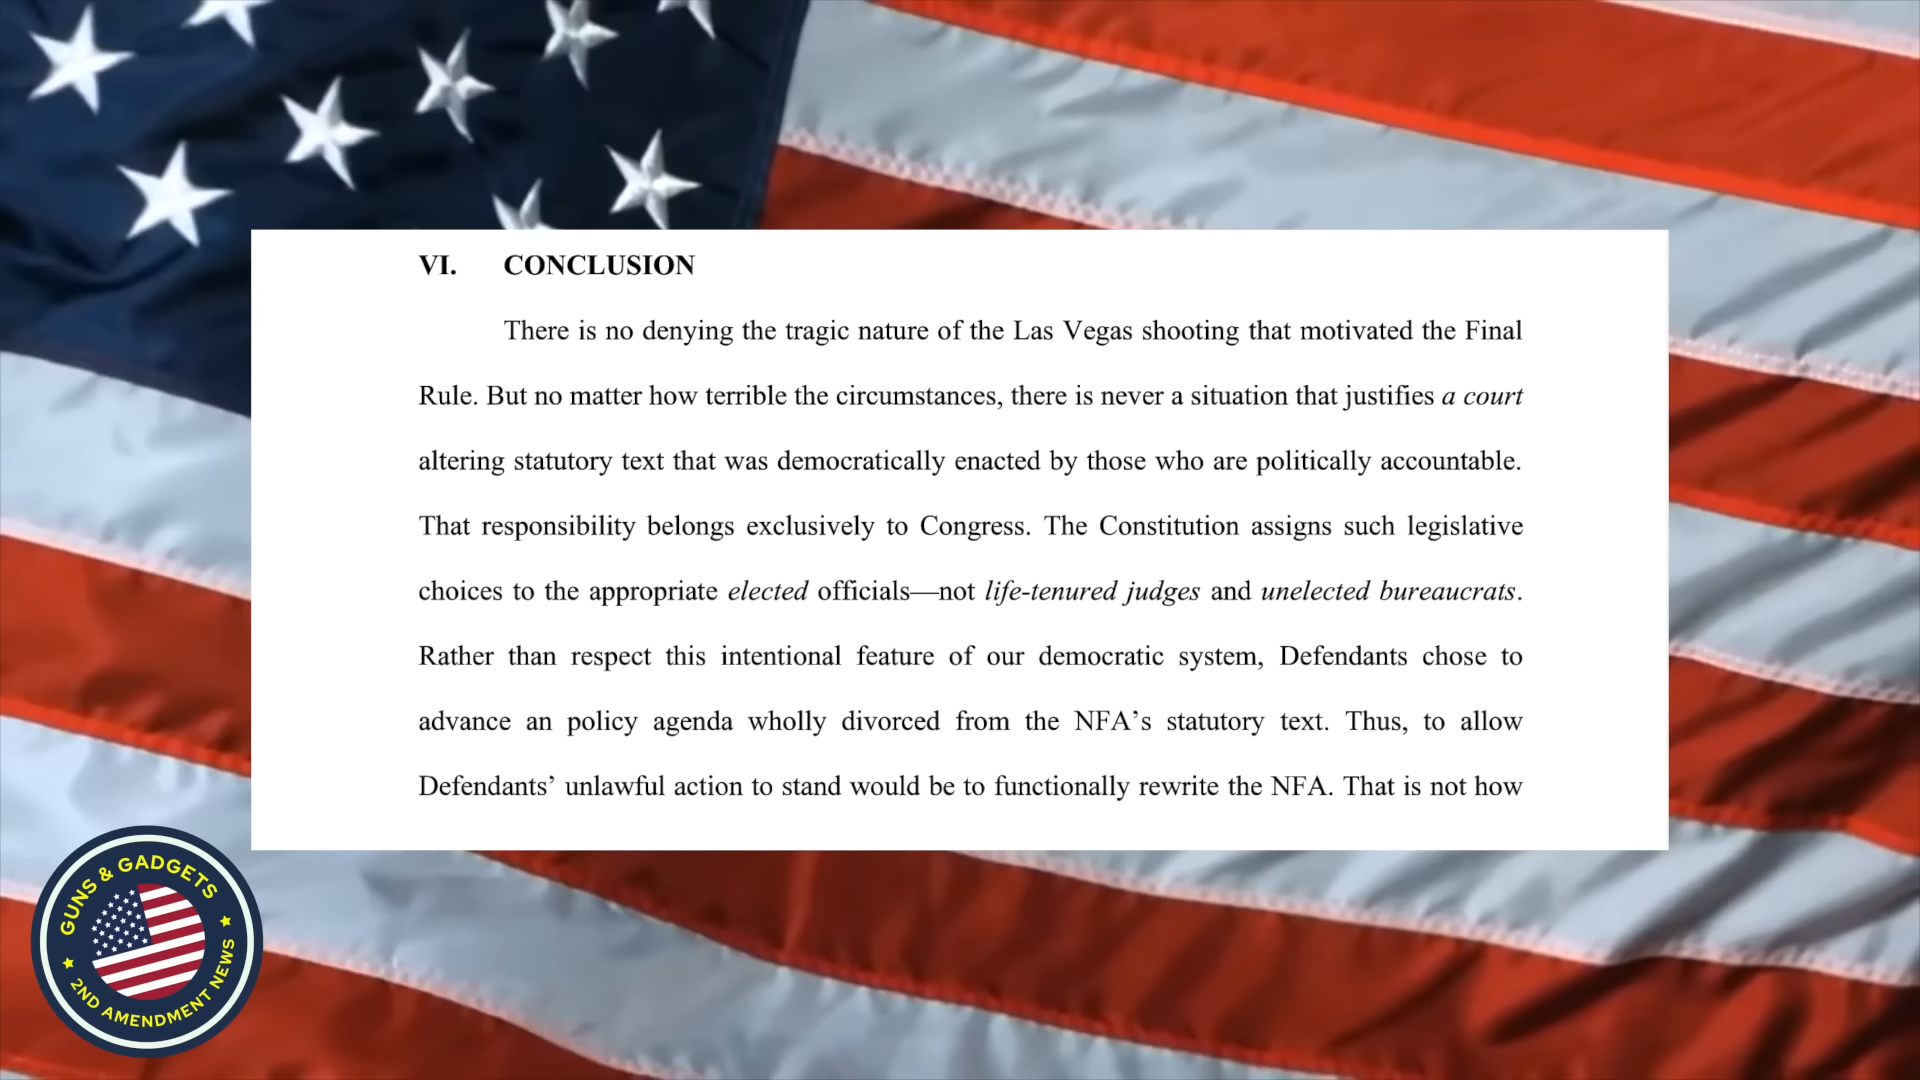 VI. CONCLUSION
There is no denying the tragic nature of the Las Vegas shooting that motivated the Final
Rule. But no matter how terrible the circumstances, there is never a situation that justifies a court
altering statutory text that was democratically enacted by those who are politically accountable.
That responsibility belongs exclusively to Congress. The Constitution assigns such legislative
choices to the appropriate elected officials—not life-tenured judges and unelected bureaucrats.
Rather than respect this intentional feature of our democratic system, Defendants chose to
advance an policy agenda wholly divorced from the NFA’s statutory text. Thus, to allow
Defendants’ unlawful action to stand would be to functionally rewrite the NFA. That is not how
GUNS & GADGETS
2ND AMENDMENT NEWS